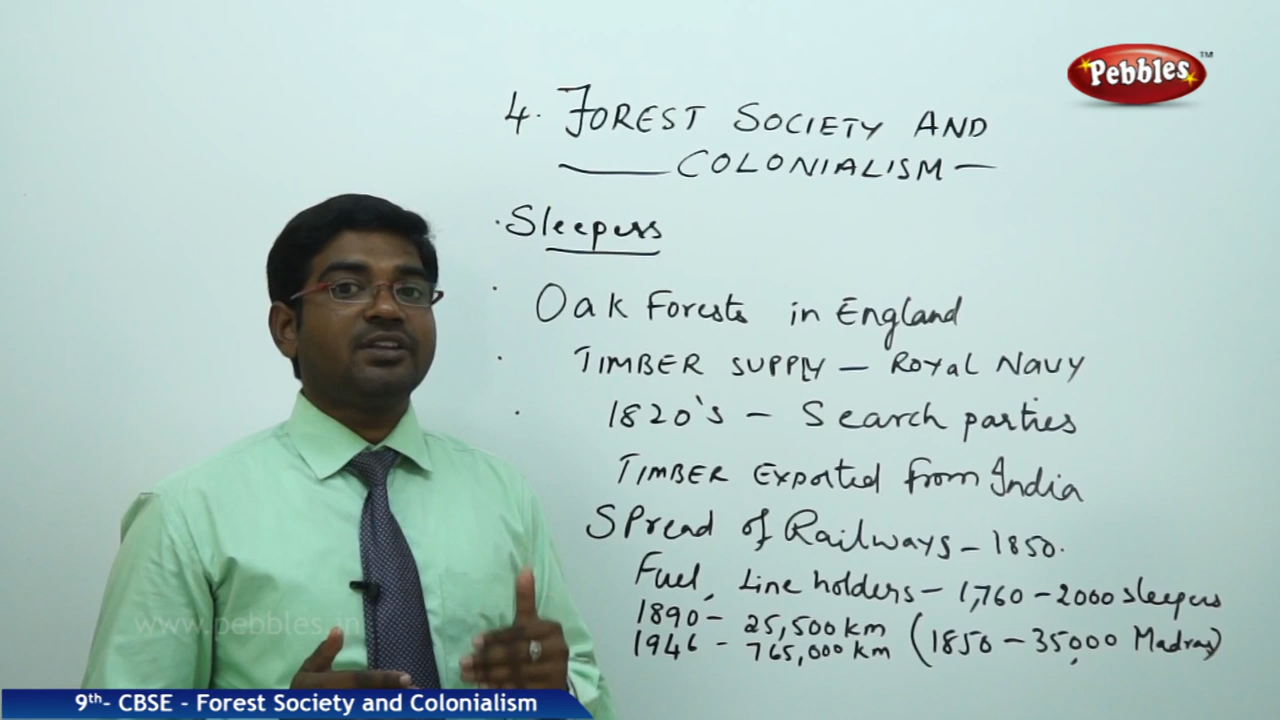 Pebbles™
4. FOREST SOCIETY AND
COLONIALISM
Sleepers
Oak Forests in England
TIMBER SUPPLY – ROYAL NAVY
1820's – Search parties
TIMBER Exported from India
Spread of Railways – 1850.
Fuel, Line holders – 1,760 – 2000 sleepers
1890 – 25,500 km
1946 – 765,000 km (1850 – 35,000 Madras)
www.pebbles.in
9th- CBSE - Forest Society and Colonialism